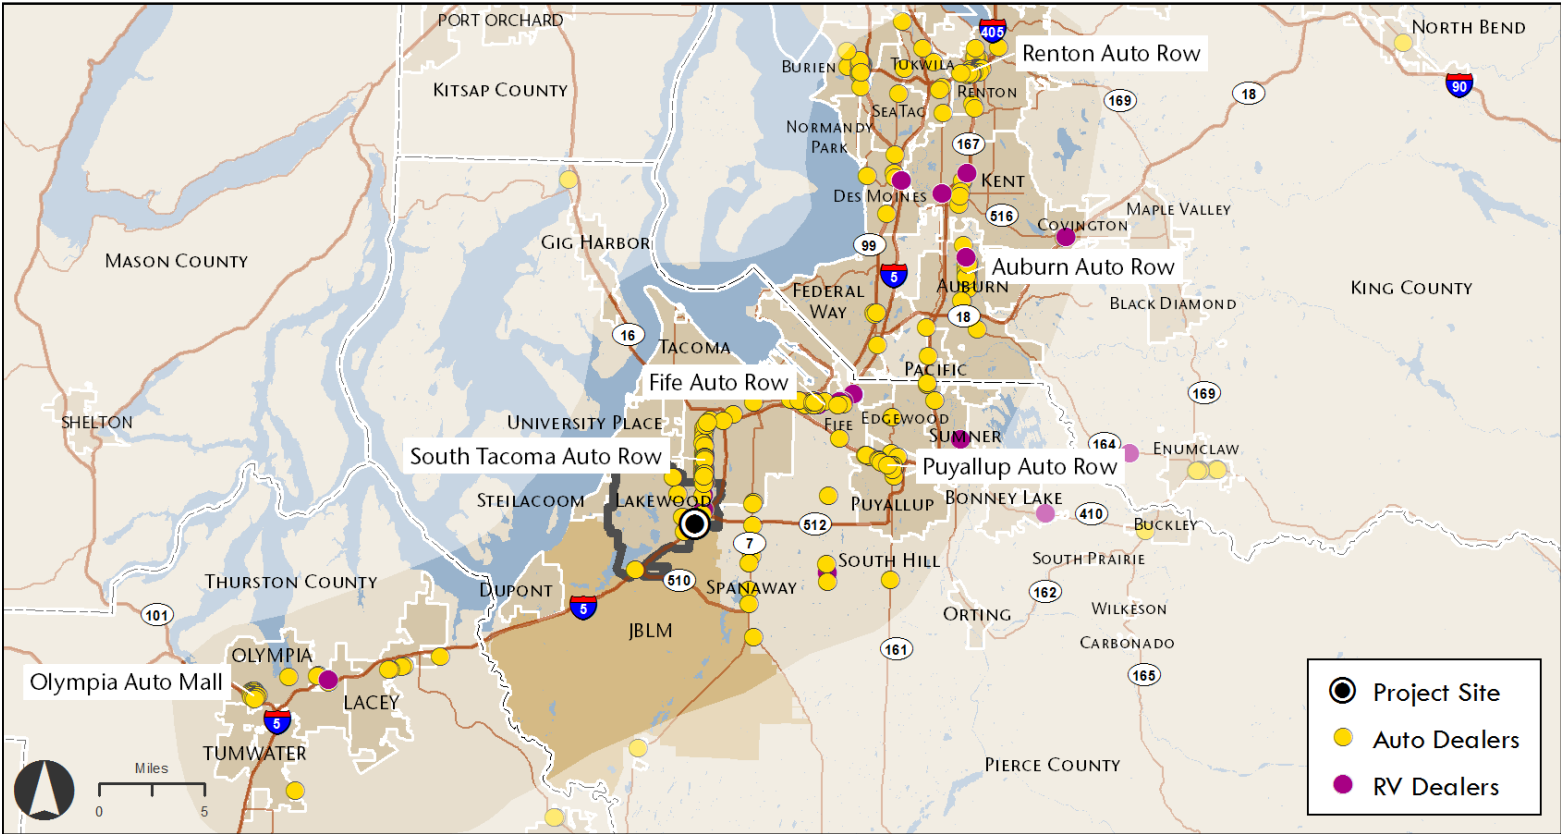 PORT ORCHARD
NORTH BEND
405
Renton Auto Row
BURIEN
TUKWILA
KITSAP COUNTY
90
RENTON
169
18
SEATAC
NORMANDY
PARK
167
KENT
DES MOINES
516
MAPLE VALLEY
COVINGTON
GIG HARBOR
99
MASON COUNTY
5
Auburn Auto Row
FEDERAL
WAY
AUBURN
KING COUNTY
BLACK DIAMOND
18
16
TACOMA
PACIFIC
Fife Auto Row
169
SHELTON
UNIVERSITY PLACE
FIFE
EDGEWOOD
SUMNER
164
ENUMCLAW
South Tacoma Auto Row
Puyallup Auto Row
STEILACOOM
LAKEWOOD
PUYALLUP
BONNEY LAKE
410
512
BUCKLEY
7
SOUTH HILL
SOUTH PRAIRIE
THURSTON COUNTY
DUPONT
510
SPANAWAY
162
5
WILKESON
101
ORTING
JBLM
CARBONADO
161
OLYMPIA
165
Olympia Auto Mall
LACEY
Project Site
5
TUMWATER
Auto Dealers
PIERCE COUNTY
Miles
RV Dealers
0
5